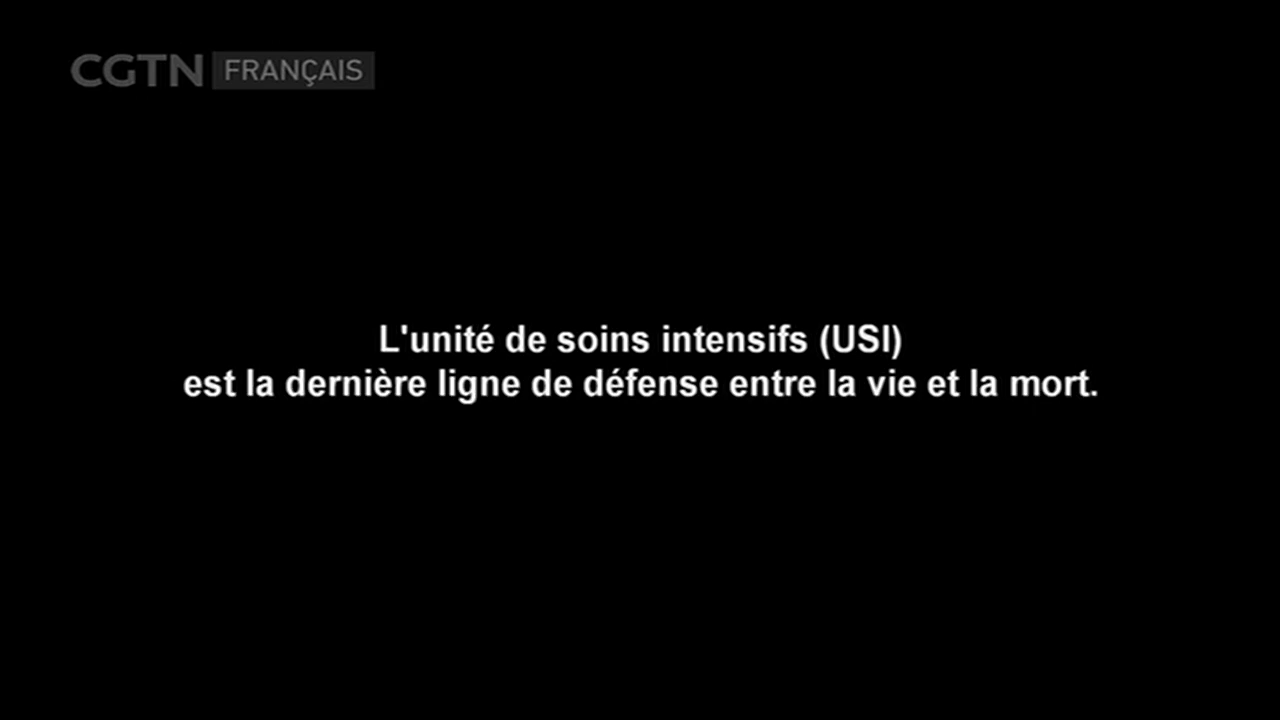 CGTN FRANÇAIS
L'unité de soins intensifs (USI)
est la dernière ligne de défense entre la vie et la mort.